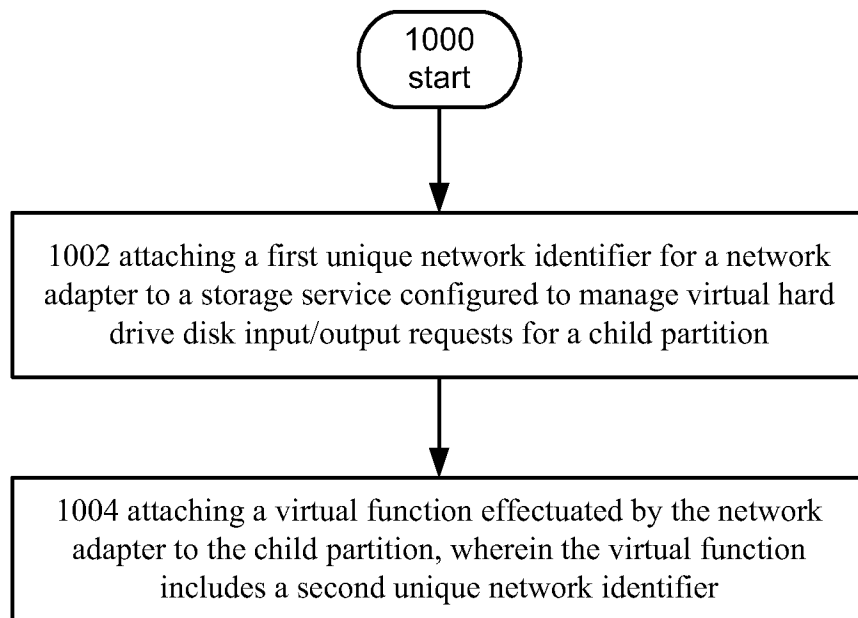 1000
start
1002 attaching a first unique network identifier for a network
adapter to a storage service configured to manage virtual hard
drive disk input/output requests for a child partition
1004 attaching a virtual function effectuated by the network
adapter to the child partition, wherein the virtual function
includes a second unique network identifier